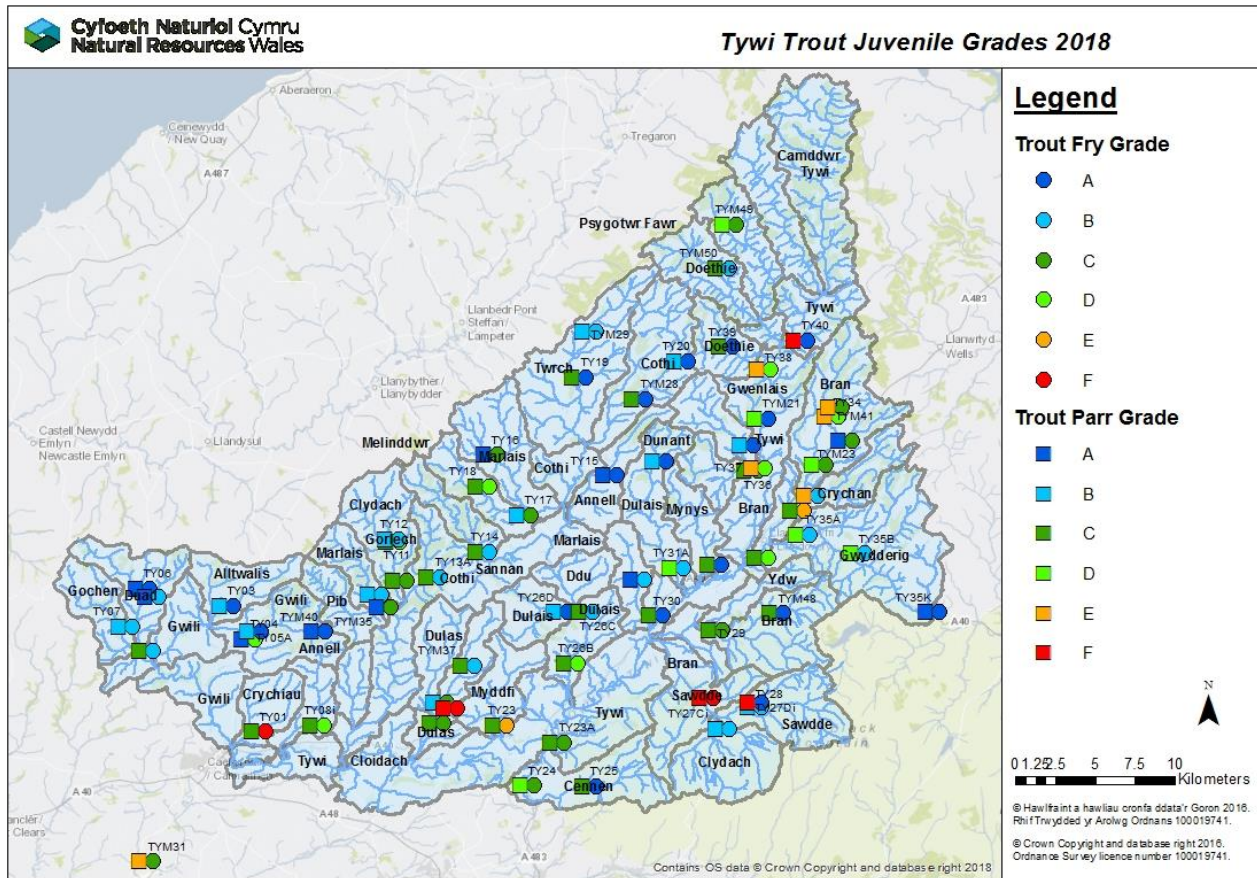 Cyfoeth Naturiol Cymru
Natural Resources Wales
Tywi Trout Juvenile Grades 2018
Aberaeron
Ceinewydd
/ New Quay
Tregaron
A487
Camddwr
Tywi
TYM49
Psygotwr Fawr
TYM50
Doethie
A483
Llanbedr Pont
Steffan /
Lampeter
Tywi
TYM29
TY39
TY40
Llanwrtyd
Wells
Doethie
TY20
Cothi
TY38
Twrch
TY19
Gwenlais
Bran
Llanybyther /
Llanybydder
TYM28
TYM21
TY34
TYM41
Castell Newydd
Emlyn /
Newcastle Emlyn
Llandysul
Melinddwr
Dunant
Tywi
TY16
Marlais
Cothi
TY15
TYM23
TY18
TY37
TY36
Annell
Dulais
Mynys
Crychan
Clydach
TY17
Bran
TY35A
TY12
Gorlech
Marlais
TY35B
Marlais
TY11
TY14
Gwydderig
Sannan
TY31A
TY13A
Cothi
Ddu
Ydw
Alltwalis
Gochen
TY06
Duad
TY03
Gwili
Pib
TY26D
Dulais
Dulais
TY26C
TY30
TYM48
Bran
TY35K
TY07
Gwili
TY04
TYM40
TYM35
TY05A
Annell
A40
Dulas
TYM37
TY29
TY26B
Bran
Gwili
Crychiau
Myddfi
Sawdde
TY28
TY27Ci
TY27Di
Sawdde
TY01
TY08i
TY23
Dulas
Tywi
TY23A
Clydach
Tywi
Cloidach
TY24
TY25
Cennen
A40
A48
Clears
TYM31
A483
Contains OS data © Crown Copyright and database right 2018
Legend
Trout Fry Grade
A
B
C
D
E
F
Trout Parr Grade
A
B
C
D
E
F
N
0 1.25 2.5 5 7.5 10
Kilometers
© Hawlfraint a hawliau cronfa ddata'r Goron 2016.
Rhif Trwydded yr Arolwg Ordnans 100019741.
© Crown Copyright and database right 2016.
Ordnance Survey licence number 100019741.